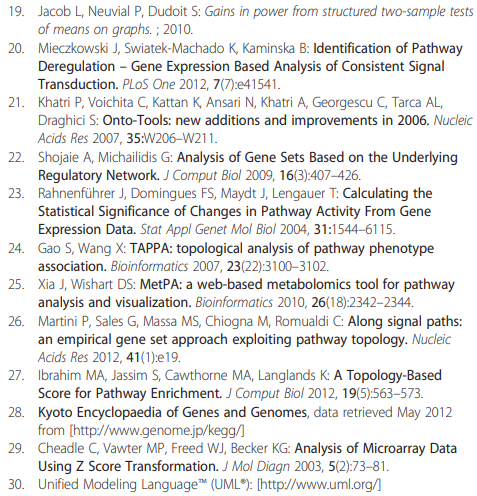 19. Jacob L, Neuvial P, Dudoit S: Gains in power from structured two-sample tests
of means on graphs. ; 2010.
20. Mieczkowski J, Swiatek-Machado K, Kaminska B: Identification of Pathway
Deregulation – Gene Expression Based Analysis of Consistent Signal
Transduction. PLoS One 2012, 7(7):e41541.
21. Khatri P, Voichita C, Kattan K, Ansari N, Khatri A, Georgescu C, Tarca AL,
Draghici S: Onto-Tools: new additions and improvements in 2006. Nucleic
Acids Res 2007, 35:W206–W211.
22. Shojaie A, Michailidis G: Analysis of Gene Sets Based on the Underlying
Regulatory Network. J Comput Biol 2009, 16(3):407–426.
23. Rahnenführer J, Domingues FS, Maydt J, Lengauer T: Calculating the
Statistical Significance of Changes in Pathway Activity From Gene
Expression Data. Stat Appl Genet Mol Biol 2004, 31:1544–6115.
24. Gao S, Wang X: TAPPA: topological analysis of pathway phenotype
association. Bioinformatics 2007, 23(22):3100–3102.
25. Xia J, Wishart DS: MetPA: a web-based metabolomics tool for pathway
analysis and visualization. Bioinformatics 2010, 26(18):2342–2344.
26. Martini P, Sales G, Massa MS, Chiogna M, Romualdi C: Along signal paths:
an empirical gene set approach exploiting pathway topology. Nucleic
Acids Res 2012, 41(1):e19.
27. Ibrahim MA, Jassim S, Cawthorne MA, Langlands K: A Topology-Based
Score for Pathway Enrichment. J Comput Biol 2012, 19(5):563–573.
28. Kyoto Encyclopaedia of Genes and Genomes, data retrieved May 2012
from [http://www.genome.jp/kegg/]
29. Cheadle C, Vawter MP, Freed WJ, Becker KG: Analysis of Microarray Data
Using Z Score Transformation. J Mol Diagn 2003, 5(2):73–81.
30. Unified Modeling Language™ (UML®): [http://www.uml.org/]